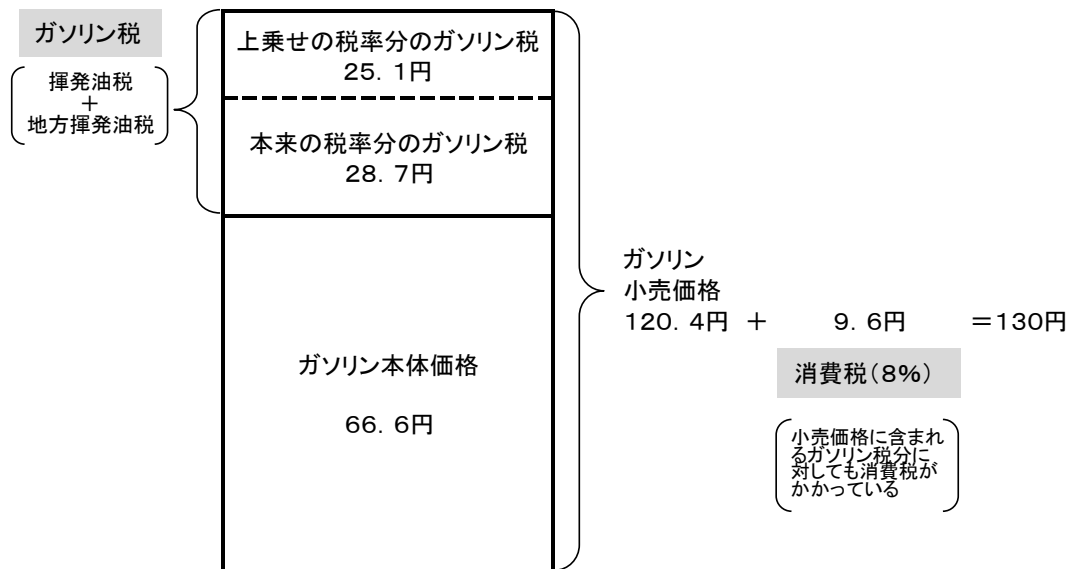 ガソリン税
揮発油税
＋
地方揮発油税
上乗せの税率分のガソリン税
２５．１円
本来の税率分のガソリン税
２８．７円
ガソリン本体価格
６６．６円
ガソリン
小売価格
１２０．４円　＋　９．６円　＝１３０円
消費税（８％）
小売価格に含まれ
るガソリン税分に
対しても消費税が
かかっている